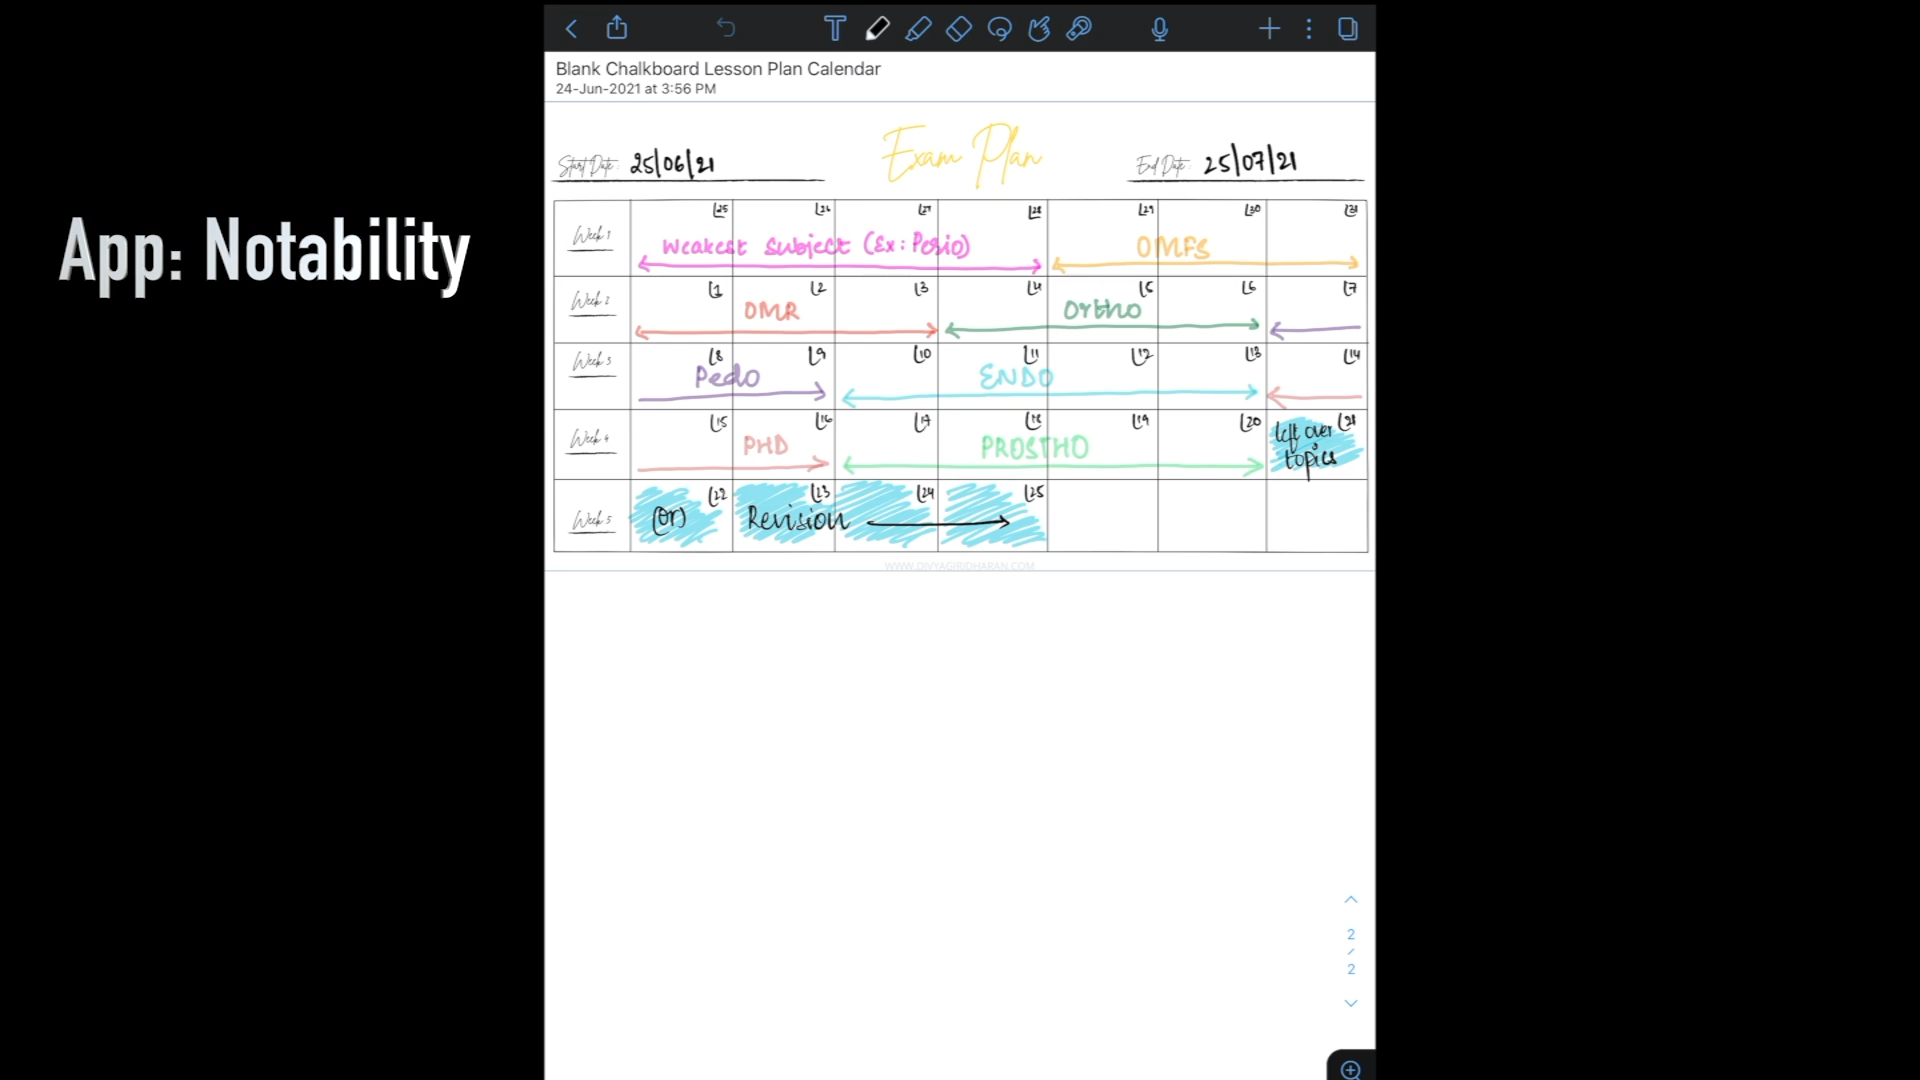 Blank Chalkboard Lesson Plan Calendar
24-Jun-2021 at 3:56 PM
App: Notability
Start Date: 25/06/21
Exam Plan
End Date: 25/07/21
Week 1 25 26 27 28 29 30 31
Weakest Subject (Ex: Perio) OMFS
Week 2 1 2 3 4 5 6 7
OMR Ortho
Week 3 8 9 10 11 12 13 14
Pedo ENDO
Week 4 15 16 17 18 19 20 21
PHD PROSTHO left over
topics
Week 5 22 23 24 25
(or) Revision
WWW.DIVYAGIRIDHARAN.COM
2
/
2